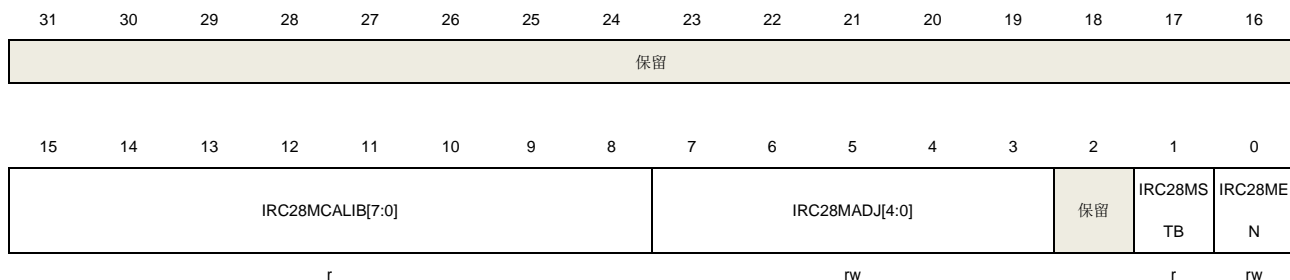 31 30 29 28 27 26 25 24 23 22 21 20 19 18 17 16
保留
15 14 13 12 11 10 9 8 7 6 5 4 3 2 1 0
IRC28MCALIB[7:0] IRC28MADJ[4:0] 保留 IRC28MS IRC28ME
TB N
r rw r rw